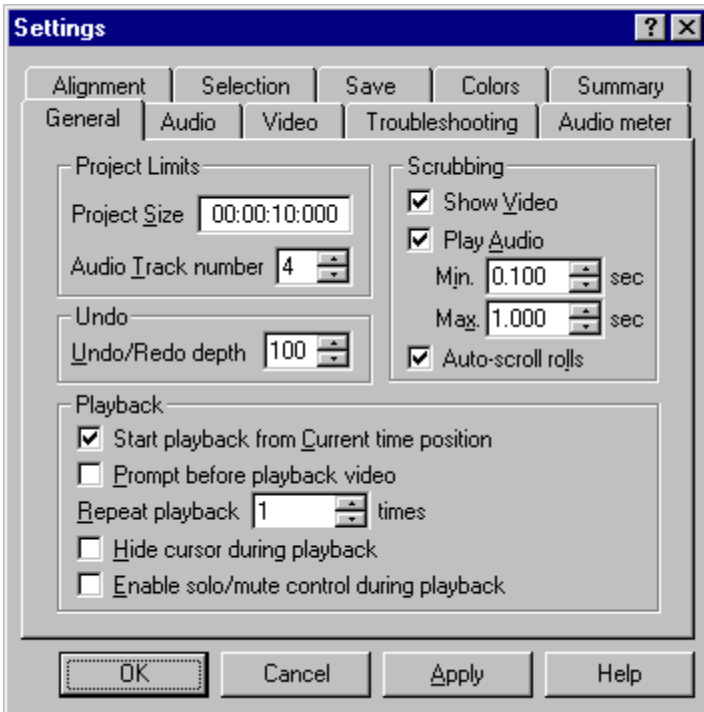 Settings
Alignment Selection Save Colors Summary
General Audio Video Troubleshooting Audio meter
Project Limits
Project Size 00:00:10:000
Audio Track number 4
Undo
Undo/Redo depth 100
Scrubbing
Show Video
Play Audio
Min. 0.100 sec
Max. 1.000 sec
Auto-scroll rolls
Playback
Start playback from Current time position
Prompt before playback video
Repeat playback 1 times
Hide cursor during playback
Enable solo/mute control during playback
OK Cancel Apply Help